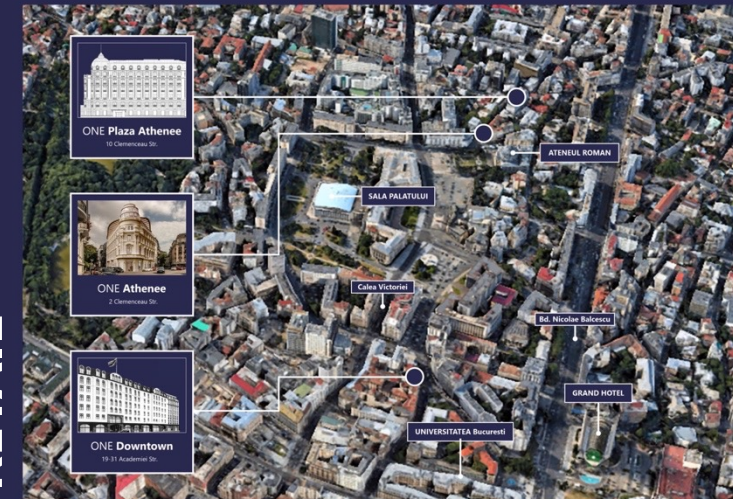 ONE Plaza Athenee
10 Clemenceau Str.
ATENEUL ROMAN
SALA PALATULUI
ONE Athenee
2 Clemenceau Str.
Calea Victoriei
Bd. Nicolae Balcescu
GRAND HOTEL
ONE Downtown
19-31 Academiei Str.
UNIVERSITATEA Bucuresti